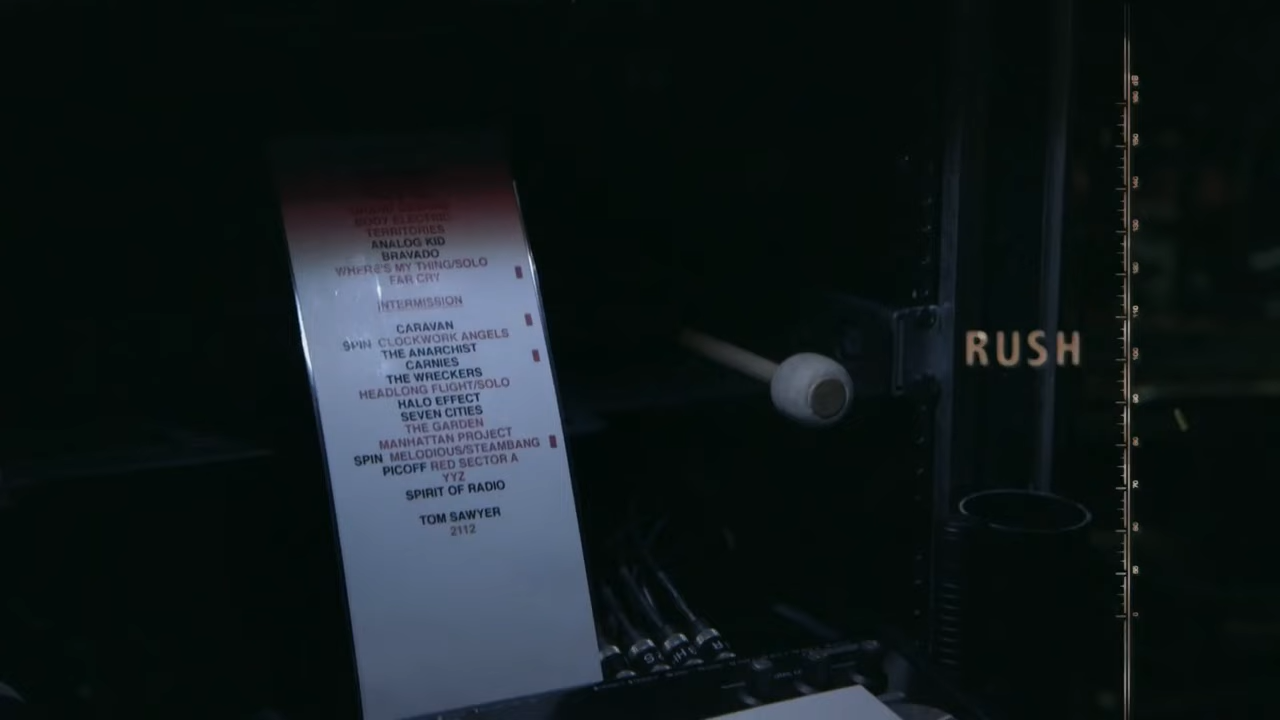 BODY ELECTRIC
TERRITORIES
ANALOG KID
BRAVADO
WHERE'S MY THING/SOLO
FAR CRY
INTERMISSION
CARAVAN
SPIN CLOCKWORK ANGELS
THE ANARCHIST
CARNIES
THE WRECKERS
HEADLONG FLIGHT/SOLO
HALO EFFECT
SEVEN CITIES
THE GARDEN
MANHATTAN PROJECT
SPIN MELODIOUS/STEAMBANG
PICOFF RED SECTOR A
YYZ
SPIRIT OF RADIO
TOM SAWYER
2112
RUSH